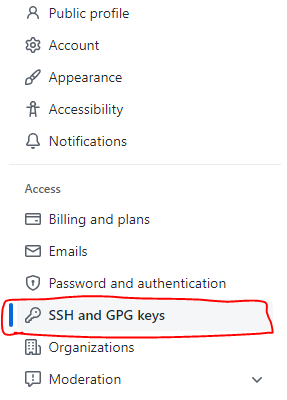 Public profile
Account
Appearance
Accessibility
Notifications
Access
Billing and plans
Emails
Password and authentication
SSH and GPG keys
Organizations
Moderation